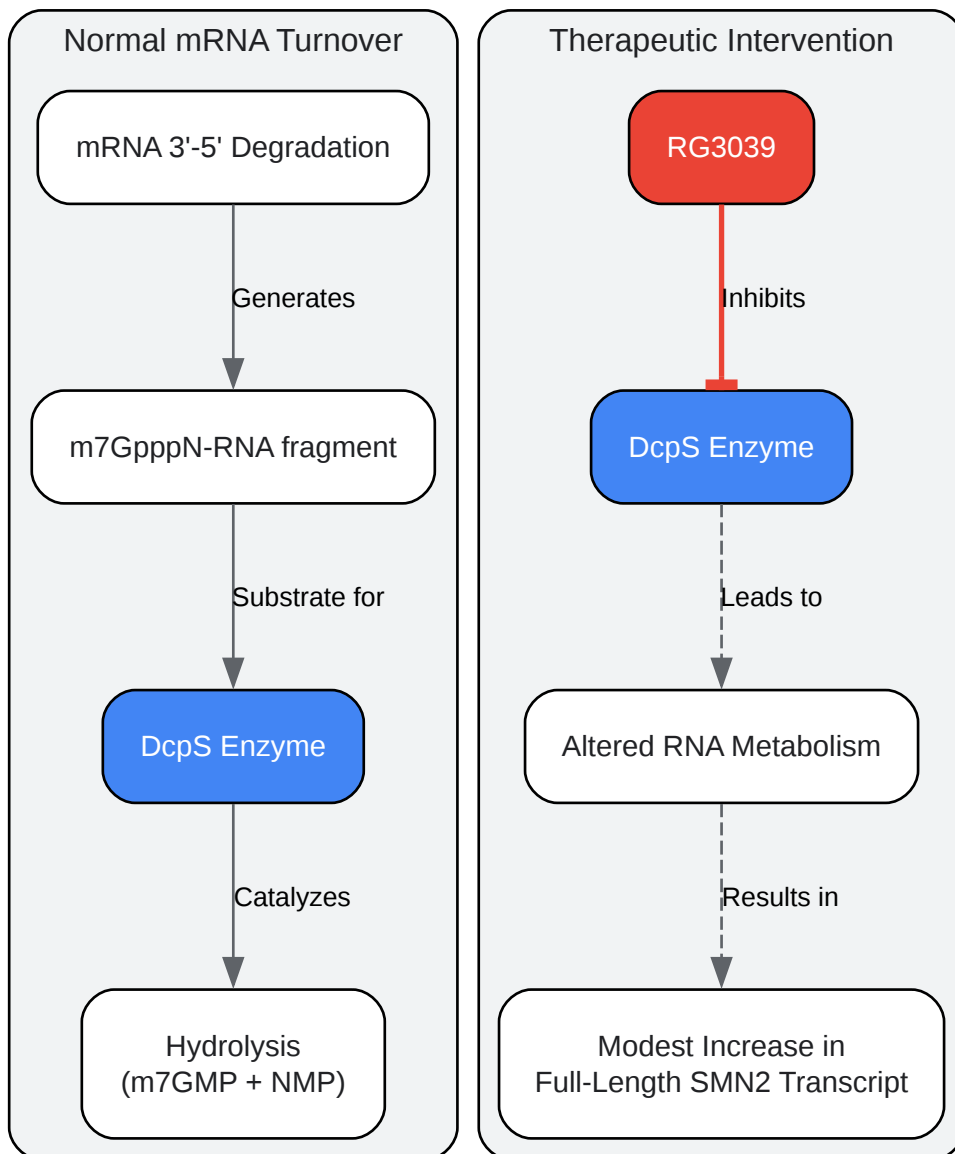 Normal mRNA Turnover
mRNA 3'-5' Degradation
Generates
m7GpppN-RNA fragment
Substrate for
DcpS Enzyme
Catalyzes
Hydrolysis
(m7GMP + NMP)
Therapeutic Intervention
RG3039
Inhibits
DcpS Enzyme
Leads to
Altered RNA Metabolism
Results in
Modest Increase in
Full-Length SMN2 Transcript